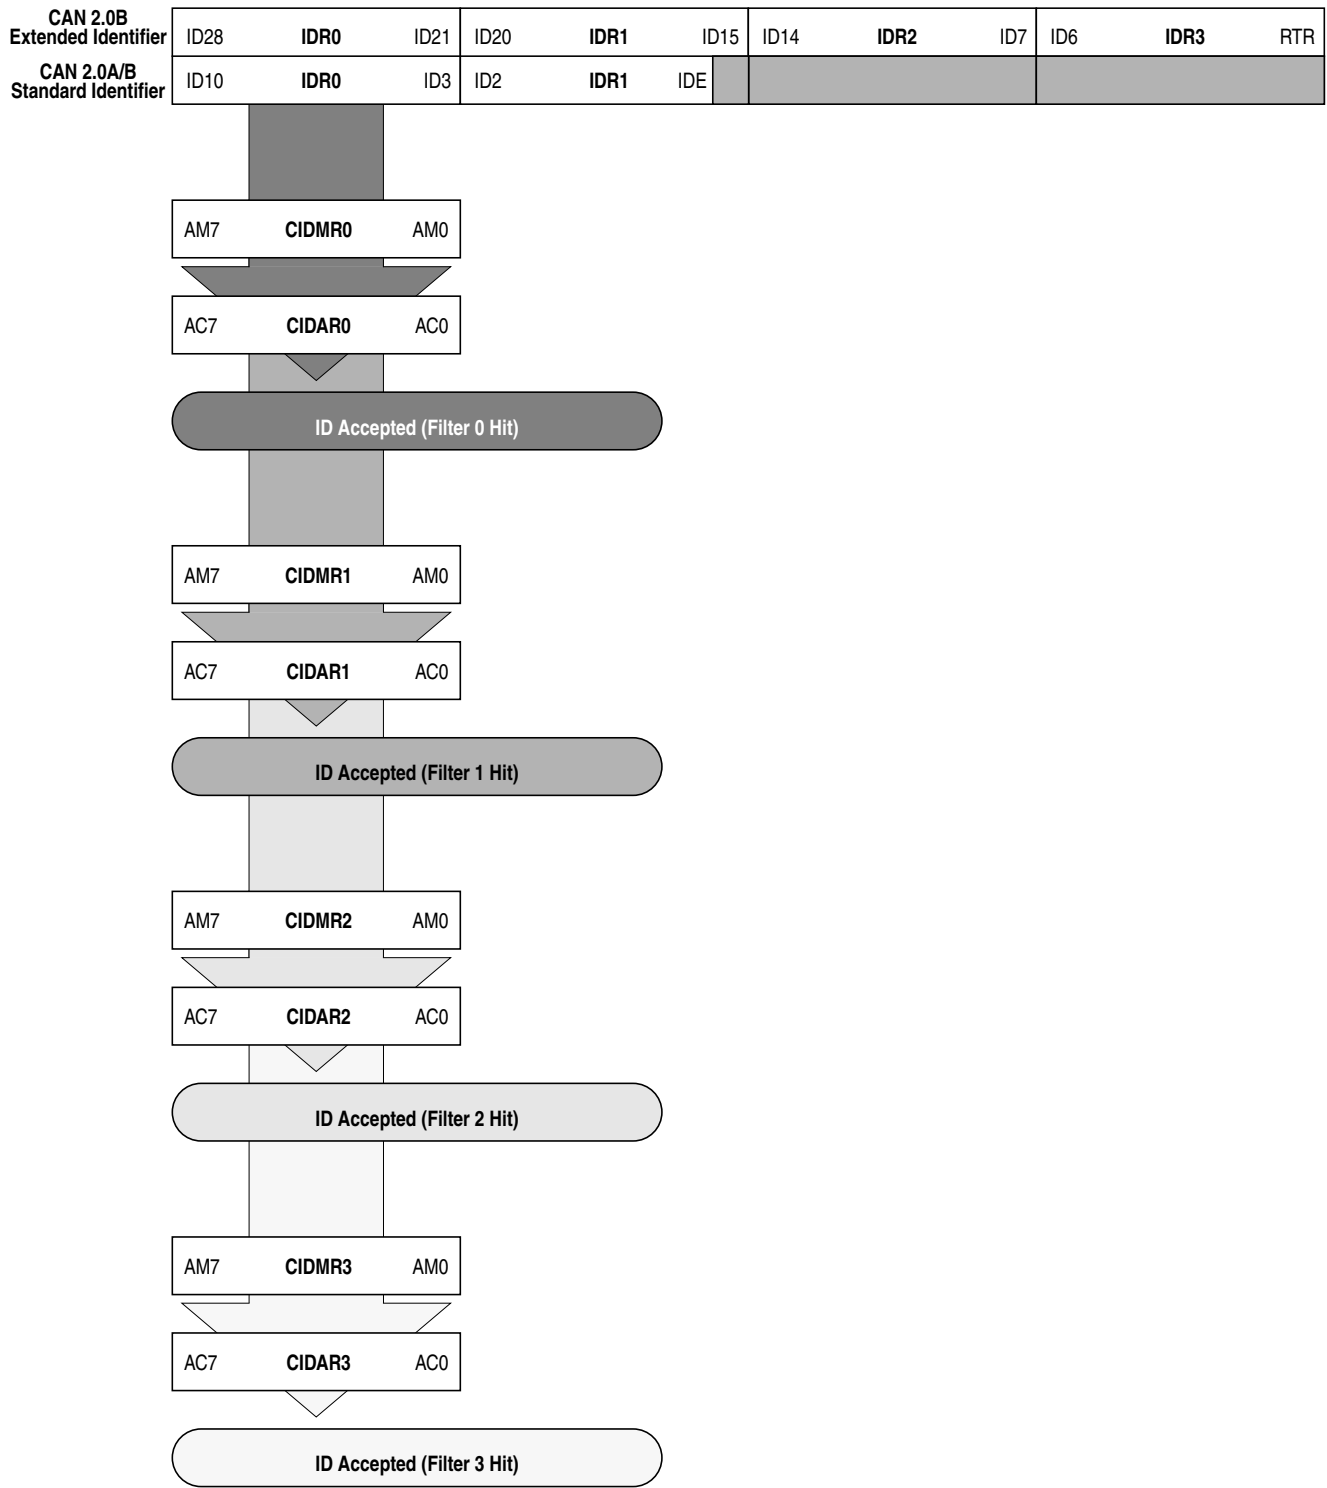 CAN 2.0B
Extended Identifier
ID28 IDR0 ID21 ID20 IDR1 ID15 ID14 IDR2 ID7 ID6 IDR3 RTR
CAN 2.0A/B
Standard Identifier
ID10 IDR0 ID3 ID2 IDR1 IDE
AM7 CIDMR0 AM0
AC7 CIDAR0 AC0
ID Accepted (Filter 0 Hit)
AM7 CIDMR1 AM0
AC7 CIDAR1 AC0
ID Accepted (Filter 1 Hit)
AM7 CIDMR2 AM0
AC7 CIDAR2 AC0
ID Accepted (Filter 2 Hit)
AM7 CIDMR3 AM0
AC7 CIDAR3 AC0
ID Accepted (Filter 3 Hit)